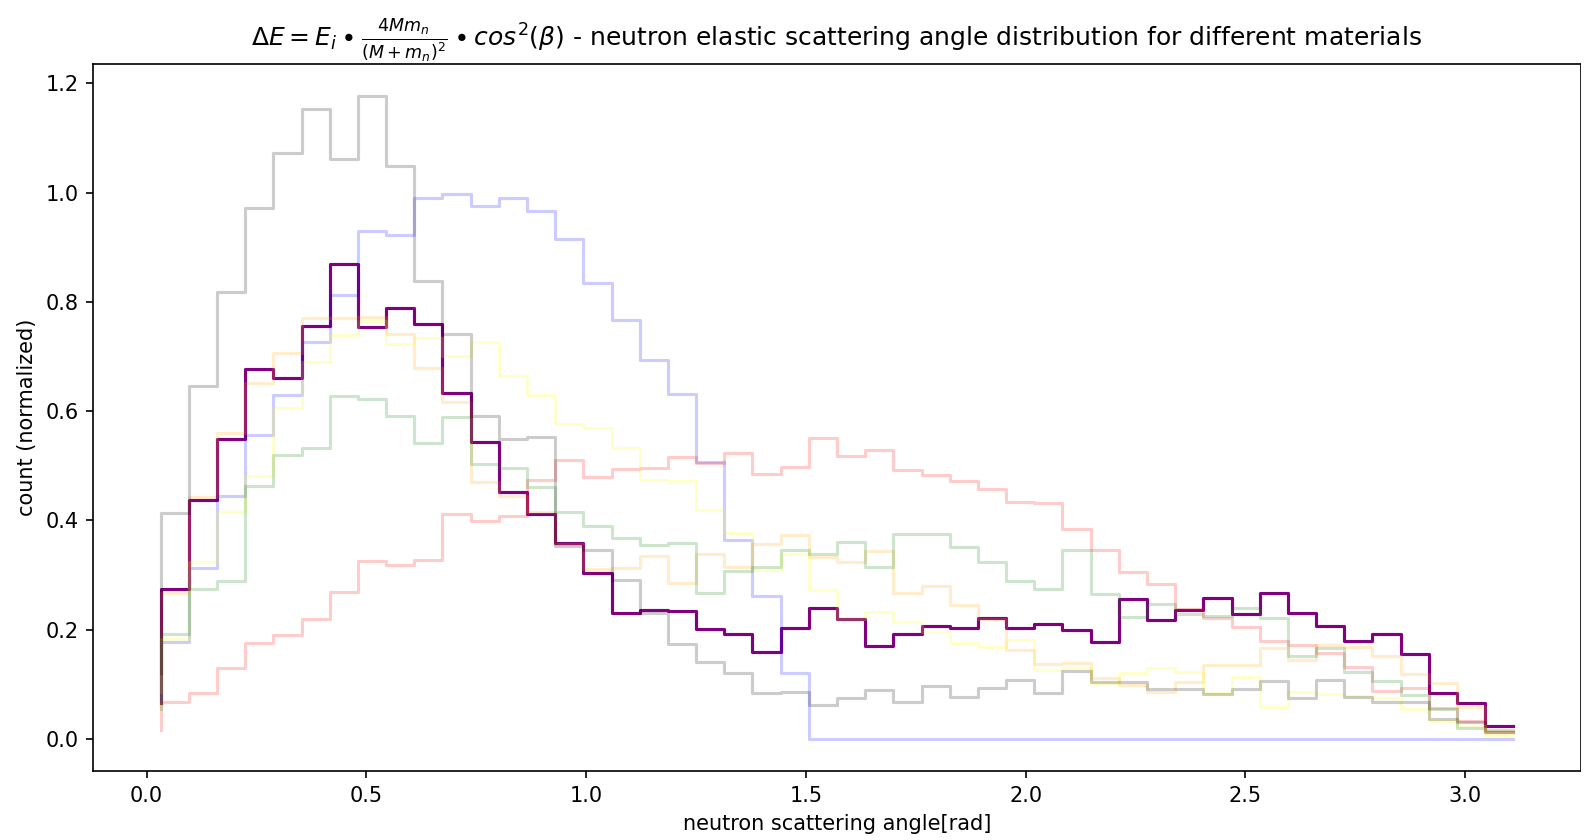 ΔE = E_i • \frac{4Mm_n}{(M + m_n)^2} • cos^2(β) - neutron elastic scattering angle distribution for different materials
1.2
1.0
0.8
0.6
0.4
0.2
0.0
count (normalized)
0.0 0.5 1.0 1.5 2.0 2.5 3.0
neutron scattering angle[rad]